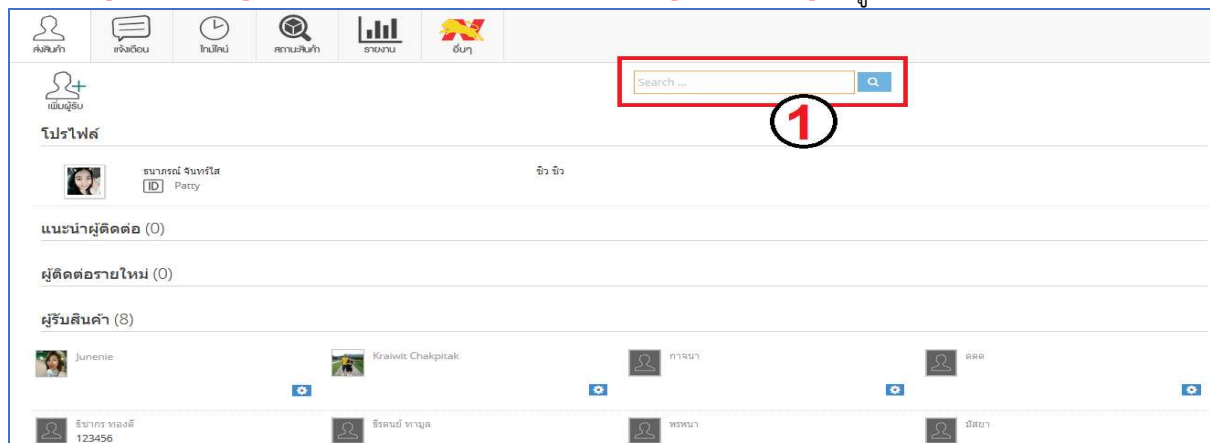 ส่งสินค้า แจ้งเตือน ไทม์ไลน์ สถานะสินค้า รายงาน อื่นๆ
Search ...
เพิ่มผู้รับ
1
โปรไฟล์
ธนาภรณ์ จันทร์ใส ชิว ชิว
ID Patty
แนะนำผู้ติดต่อ (0)
ผู้ติดต่อรายใหม่ (0)
ผู้รับสินค้า (8)
Junenie Kraiwit Chakpitak กาจนา ดดด
ธิชากร ทองดี ธีรดนย์ ทามูล พรพนา มัสยา
123456